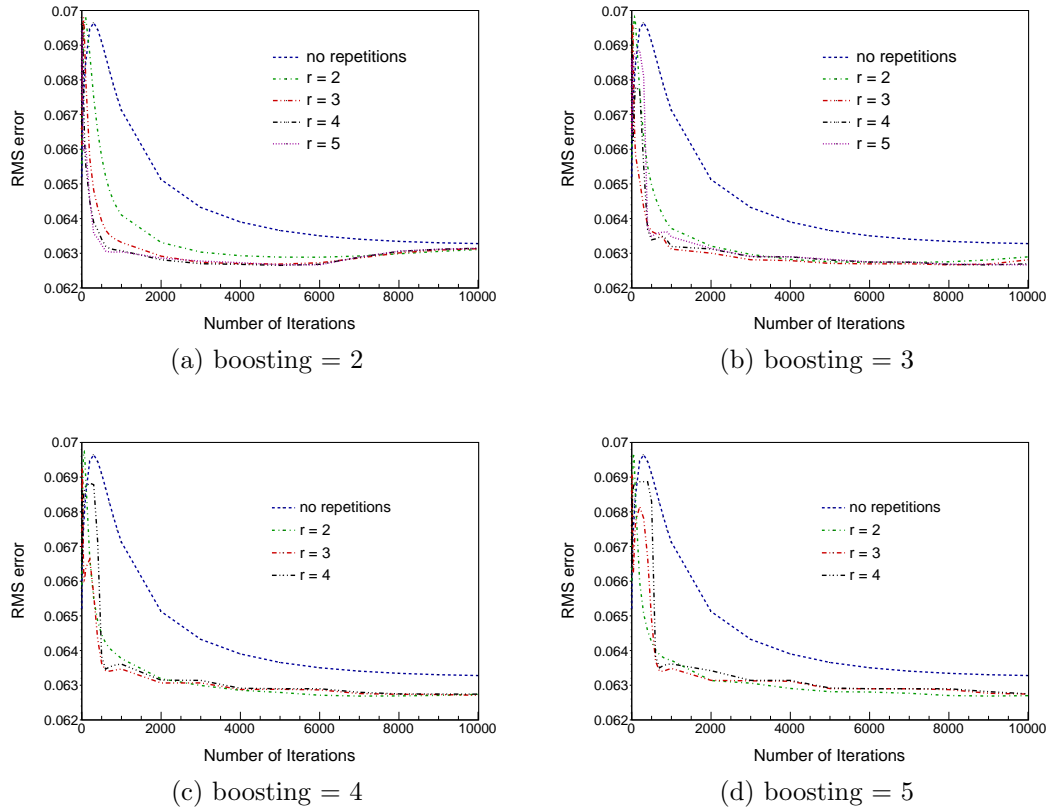 0.07
0.069
0.068
0.067
0.066
0.065
0.064
0.063
0.062
RMS error
0 2000 4000 6000 8000 10000
Number of Iterations
no repetitions
r = 2
r = 3
r = 4
r = 5
(a) boosting = 2
0.07
0.069
0.068
0.067
0.066
0.065
0.064
0.063
0.062
RMS error
0 2000 4000 6000 8000 10000
Number of Iterations
no repetitions
r = 2
r = 3
r = 4
r = 5
(b) boosting = 3
0.07
0.069
0.068
0.067
0.066
0.065
0.064
0.063
0.062
RMS error
0 2000 4000 6000 8000 10000
Number of Iterations
no repetitions
r = 2
r = 3
r = 4
(c) boosting = 4
0.07
0.069
0.068
0.067
0.066
0.065
0.064
0.063
0.062
RMS error
0 2000 4000 6000 8000 10000
Number of Iterations
no repetitions
r = 2
r = 3
r = 4
(d) boosting = 5